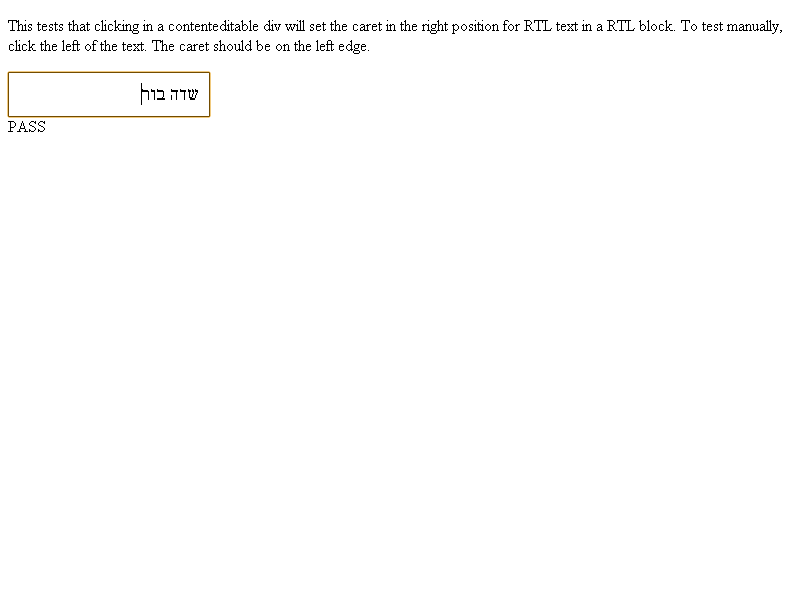 This tests that clicking in a contenteditable div will set the caret in the right position for RTL text in a RTL block. To test manually,
click the left of the text. The caret should be on the left edge.
שדה בור
PASS